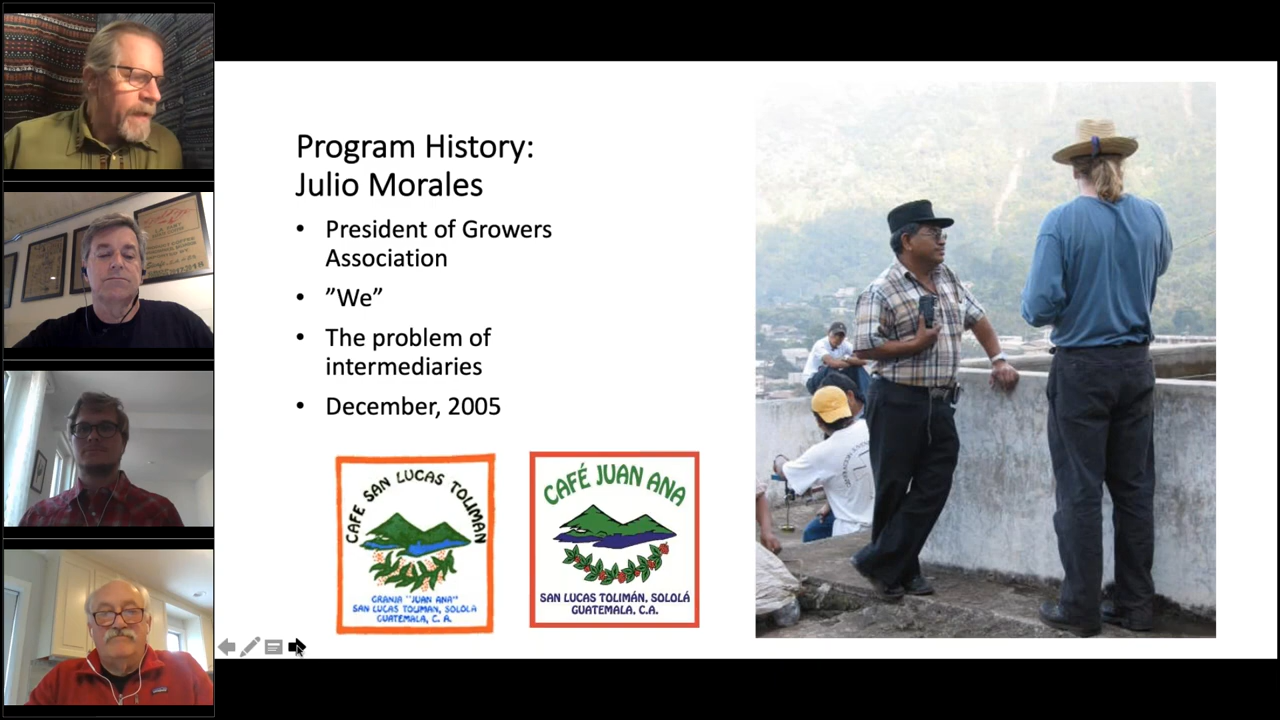 Program History:
Julio Morales
• President of Growers
Association
• ”We”
• The problem of
intermediaries
• December, 2005
CAFE SAN LUCAS TOLIMAN
GRANJA "JUAN ANA"
SAN LUCAS TOLIMAN, SOLOLA
GUATEMALA, C. A.
CAFÉ JUAN ANA
SAN LUCAS TOLIMÁN, SOLOLÁ
GUATEMALA, C.A.